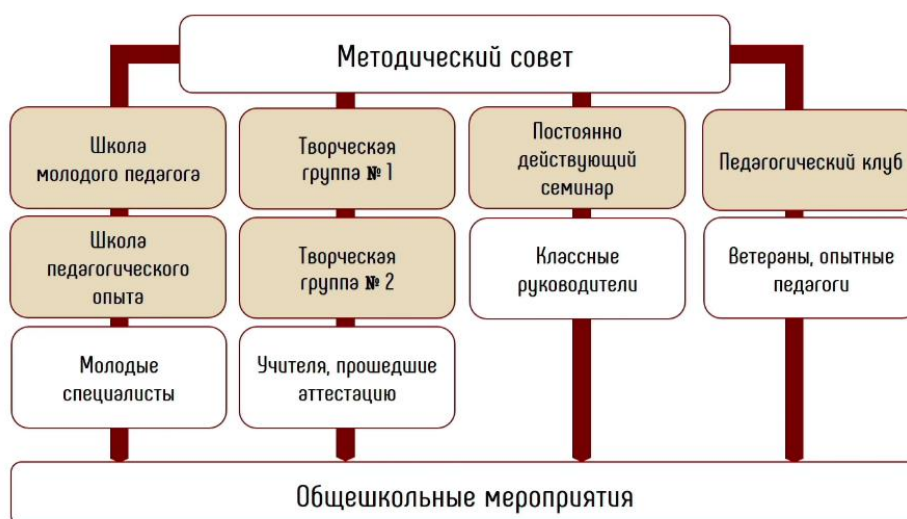 Методический совет
Школа
молодого педагога
Школа
педагогического
опыта
Молодые
специалисты
Творческая
группа № 1
Творческая
группа № 2
Учителя, прошедшие
аттестацию
Постоянно
действующий
семинар
Классные
руководители
Педагогический клуб
Ветераны, опытные
педагоги
Общешкольные мероприятия